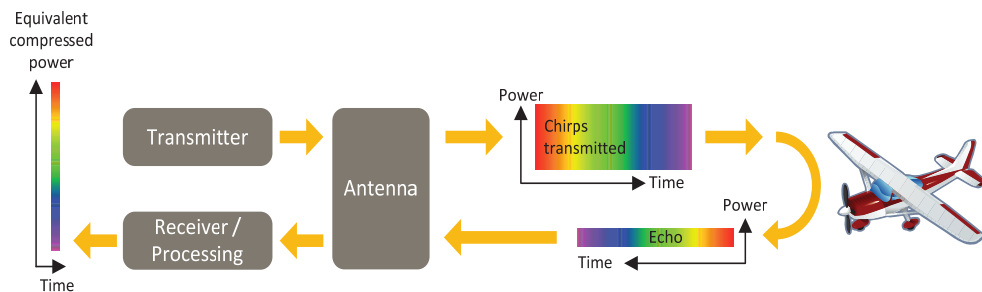 Equivalent
compressed
power
Time
Transmitter
Receiver /
Processing
Antenna
Power
Chirps
transmitted
Time
Power
Echo
Time